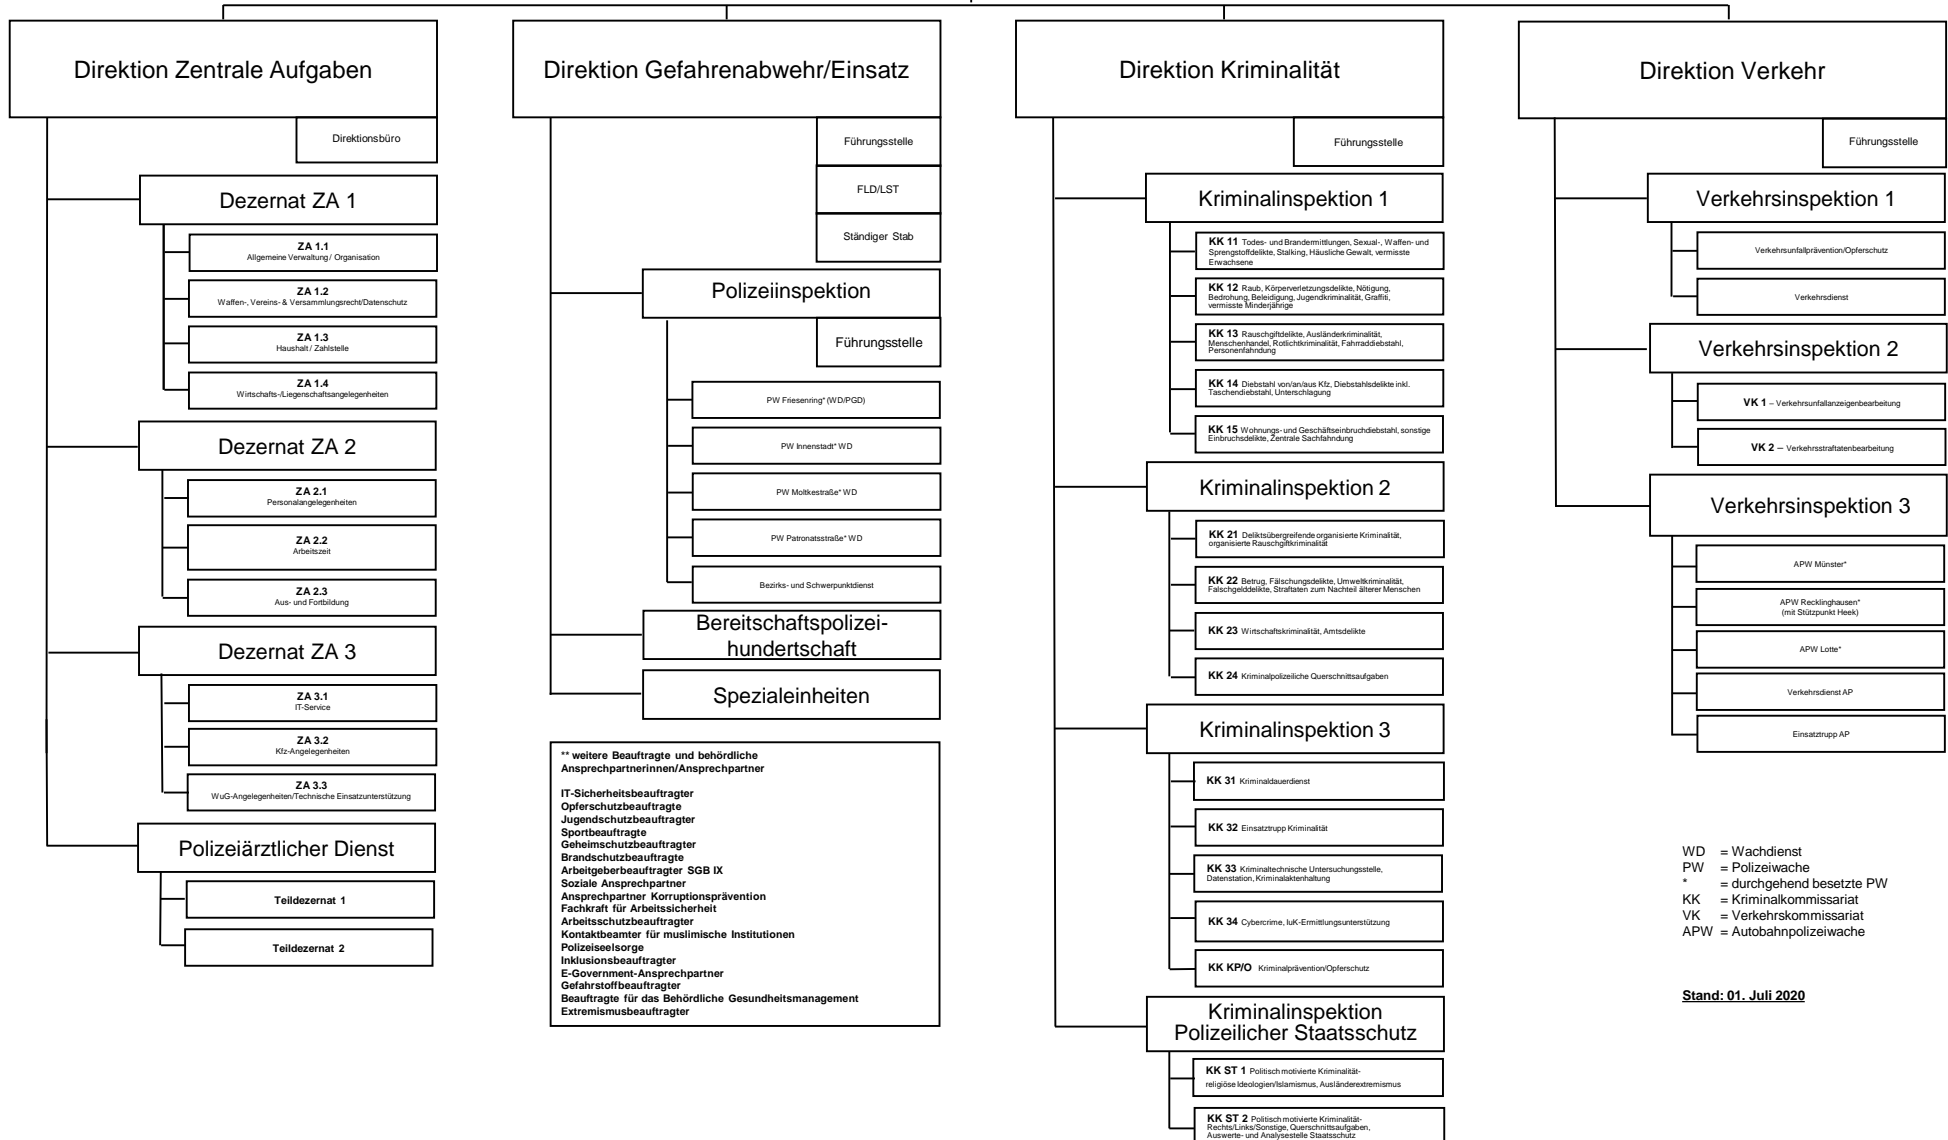 Direktion Zentrale Aufgaben
Direktionsbüro
Dezernat ZA 1
ZA 1.1
Allgemeine Verwaltung / Organisation
ZA 1.2
Waffen-, Vereins- & Versammlungsrecht/Datenschutz
ZA 1.3
Haushalt / Zahlstelle
ZA 1.4
Wirtschafts-/Liegenschaftsangelegenheiten
Dezernat ZA 2
ZA 2.1
Personalangelegenheiten
ZA 2.2
Arbeitszeit
ZA 2.3
Aus- und Fortbildung
Dezernat ZA 3
ZA 3.1
IT-Service
ZA 3.2
Kfz-Angelegenheiten
ZA 3.3
WuG-Angelegenheiten/Technische Einsatzunterstützung
Polizeiärztlicher Dienst
Teildezernat 1
Teildezernat 2
Direktion Gefahrenabwehr/Einsatz
Führungsstelle
FLD/LST
Ständiger Stab
Polizeiinspektion
Führungsstelle
PW Friesenring* (WD/PGD)
PW Innenstadt* WD
PW Moltkestraße* WD
PW Patronatsstraße* WD
Bezirks- und Schwerpunktdienst
Bereitschaftspolizei-
hundertschaft
Spezialeinheiten
** weitere Beauftragte und behördliche
Ansprechpartnerinnen/Ansprechpartner
IT-Sicherheitsbeauftragter
Opferschutzbeauftragte
Jugendschutzbeauftragter
Sportbeauftragte
Geheimschutzbeauftragter
Brandschutzbeauftragte
Arbeitgeberbeauftragter SGB IX
Soziale Ansprechpartner
Ansprechpartner Korruptionsprävention
Fachkraft für Arbeitssicherheit
Arbeitsschutzbeauftragter
Kontaktbeamter für muslimische Institutionen
Polizeiseelsorge
Inklusionsbeauftragter
E-Government-Ansprechpartner
Gefahrstoffbeauftragter
Beauftragte für das Behördliche Gesundheitsmanagement
Extremismusbeauftragter
Direktion Kriminalität
Führungsstelle
Kriminalinspektion 1
KK 11 Todes- und Brandermittlungen, Sexual-, Waffen- und
Sprengstoffdelikte, Stalking, Häusliche Gewalt, vermisste
Erwachsene
KK 12 Raub, Körperverletzungsdelikte, Nötigung,
Bedrohung, Beleidigung, Jugendkriminalität, Graffiti,
vermisste Minderjährige
KK 13 Rauschgiftdelikte, Ausländerkriminalität,
Menschenhandel, Rotlichtkriminalität, Fahrraddiebstahl,
Personenfahndung
KK 14 Diebstahl von/an/aus Kfz, Diebstahlsdelikte inkl.
Taschendiebstahl, Unterschlagung
KK 15 Wohnungs- und Geschäftseinbruchdiebstahl, sonstige
Einbruchsdelikte, Zentrale Sachfahndung
Kriminalinspektion 2
KK 21 Deliktsübergreifende organisierte Kriminalität,
organisierte Rauschgiftkriminalität
KK 22 Betrug, Fälschungsdelikte, Umweltkriminalität,
Falschgelddelikte, Straftaten zum Nachteil älterer Menschen
KK 23 Wirtschaftskriminalität, Amtsdelikte
KK 24 Kriminalpolizeiliche Querschnittsaufgaben
Kriminalinspektion 3
KK 31 Kriminaldauerdienst
KK 32 Einsatztrupp Kriminalität
KK 33 Kriminaltechnische Untersuchungsstelle,
Datenstation, Kriminalaktenhaltung
KK 34 Cybercrime, IuK-Ermittlungsunterstützung
KK KP/O Kriminalprävention/Opferschutz
Kriminalinspektion
Polizeilicher Staatsschutz
KK ST 1 Politisch motivierte Kriminalität-
religiöse Ideologien/Islamismus, Ausländerextremismus
KK ST 2 Politisch motivierte Kriminalität-
Rechts/Links/Sonstige, Querschnittsaufgaben,
Auswerte- und Analysestelle Staatsschutz
Direktion Verkehr
Führungsstelle
Verkehrsinspektion 1
Verkehrsunfallprävention/Opferschutz
Verkehrsdienst
Verkehrsinspektion 2
VK 1 – Verkehrsunfallanzeigenbearbeitung
VK 2 – Verkehrsstraftatenbearbeitung
Verkehrsinspektion 3
APW Münster*
APW Recklinghausen*
(mit Stützpunkt Heek)
APW Lotte*
Verkehrsdienst AP
Einsatztrupp AP
WD = Wachdienst
PW = Polizeiwache
* = durchgehend besetzte PW
KK = Kriminalkommissariat
VK = Verkehrskommissariat
APW = Autobahnpolizeiwache
Stand: 01. Juli 2020